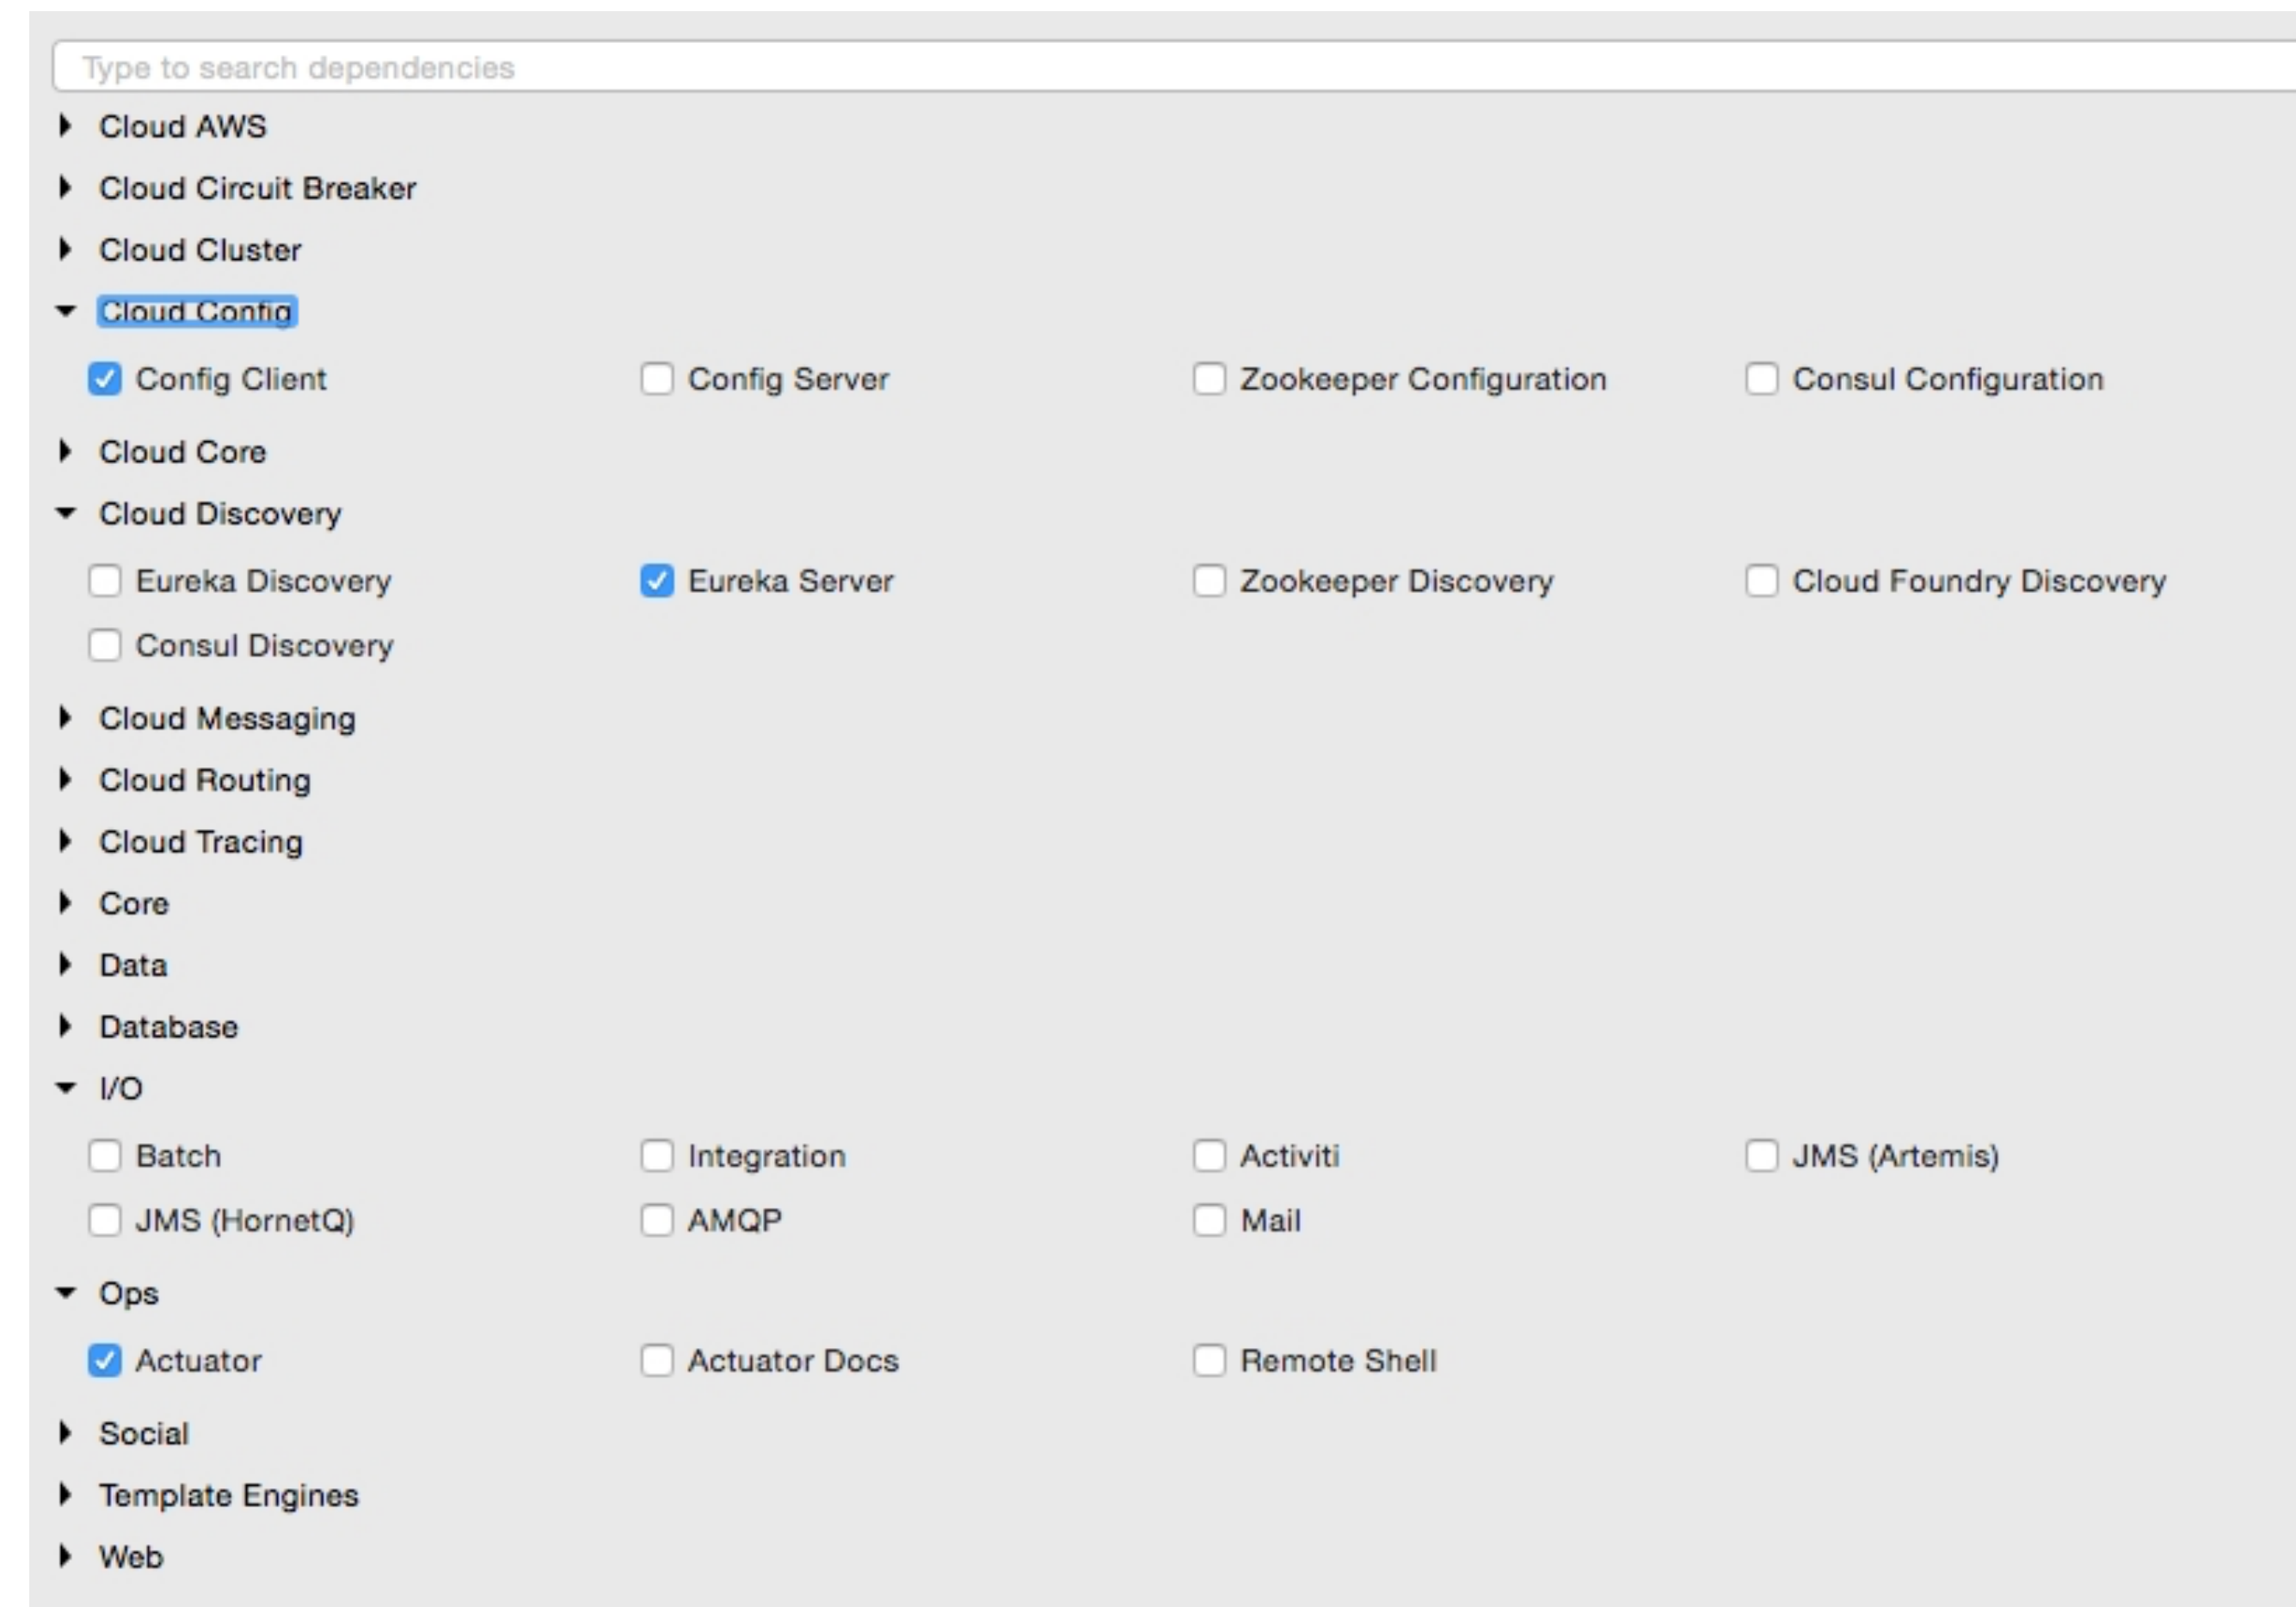 Type to search dependencies
Cloud AWS
Cloud Circuit Breaker
Cloud Cluster
Cloud Config
Config Client Config Server Zookeeper Configuration Consul Configuration
Cloud Core
Cloud Discovery
Eureka Discovery Eureka Server Zookeeper Discovery Cloud Foundry Discovery
Consul Discovery
Cloud Messaging
Cloud Routing
Cloud Tracing
Core
Data
Database
I/O
Batch Integration Activiti JMS (Artemis)
JMS (HornetQ) AMQP Mail
Ops
Actuator Actuator Docs Remote Shell
Social
Template Engines
Web